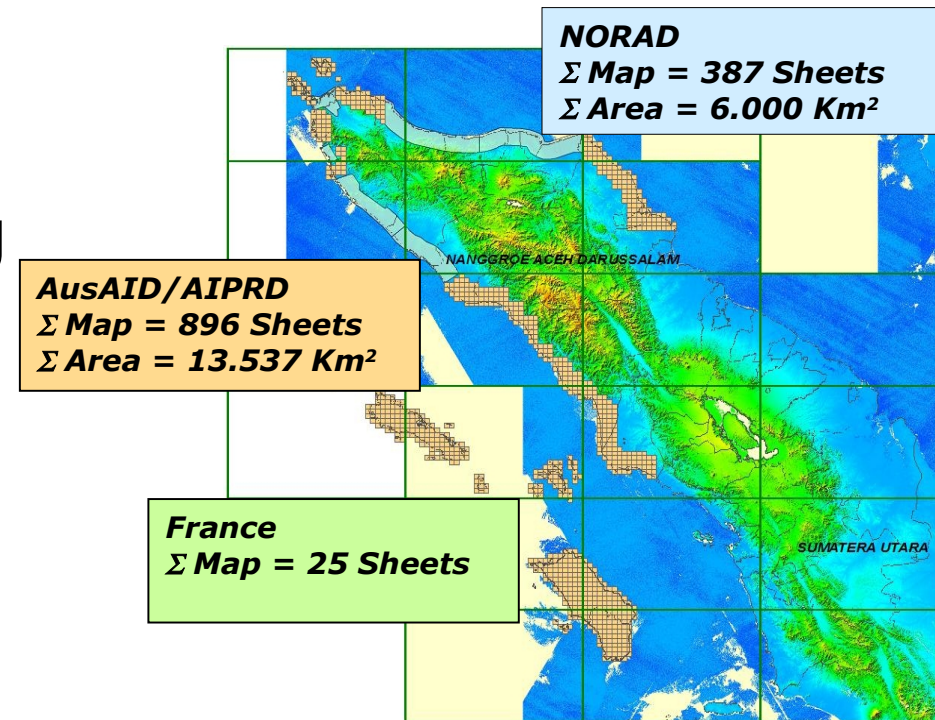 NORAD
Σ Map = 387 Sheets
Σ Area = 6.000 Km²
NANGGROE ACEH DARUSSALAM
AusAID/AIPRD
Σ Map = 896 Sheets
Σ Area = 13.537 Km²
France
Σ Map = 25 Sheets
SUMATERA UTARA